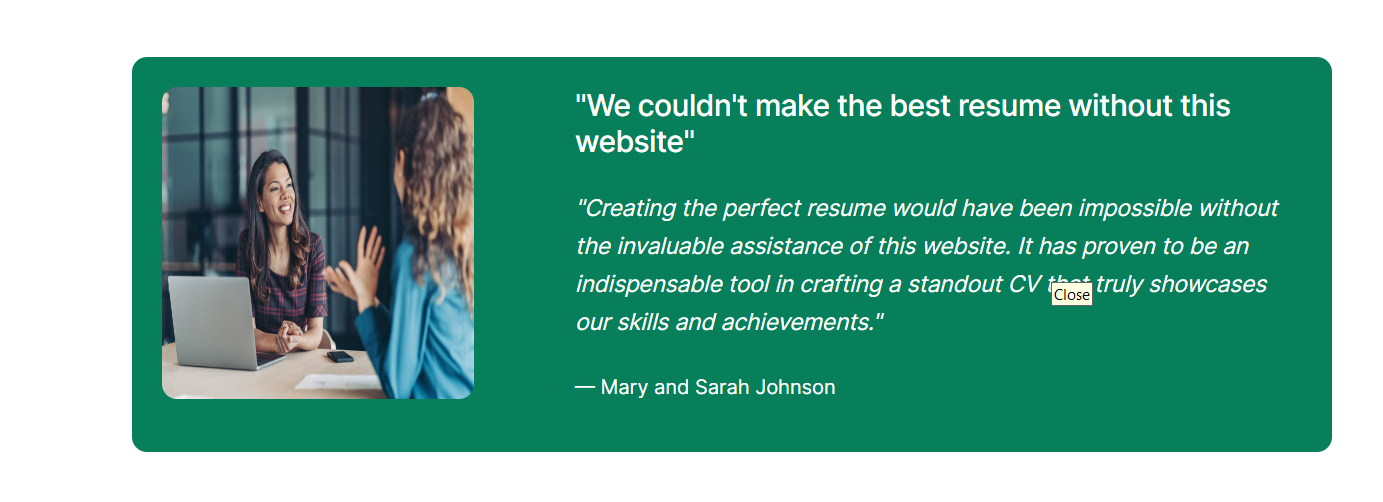 "We couldn't make the best resume without this
website"
"Creating the perfect resume would have been impossible without
the invaluable assistance of this website. It has proven to be an
indispensable tool in crafting a standout CV that truly showcases
Close
our skills and achievements."
— Mary and Sarah Johnson